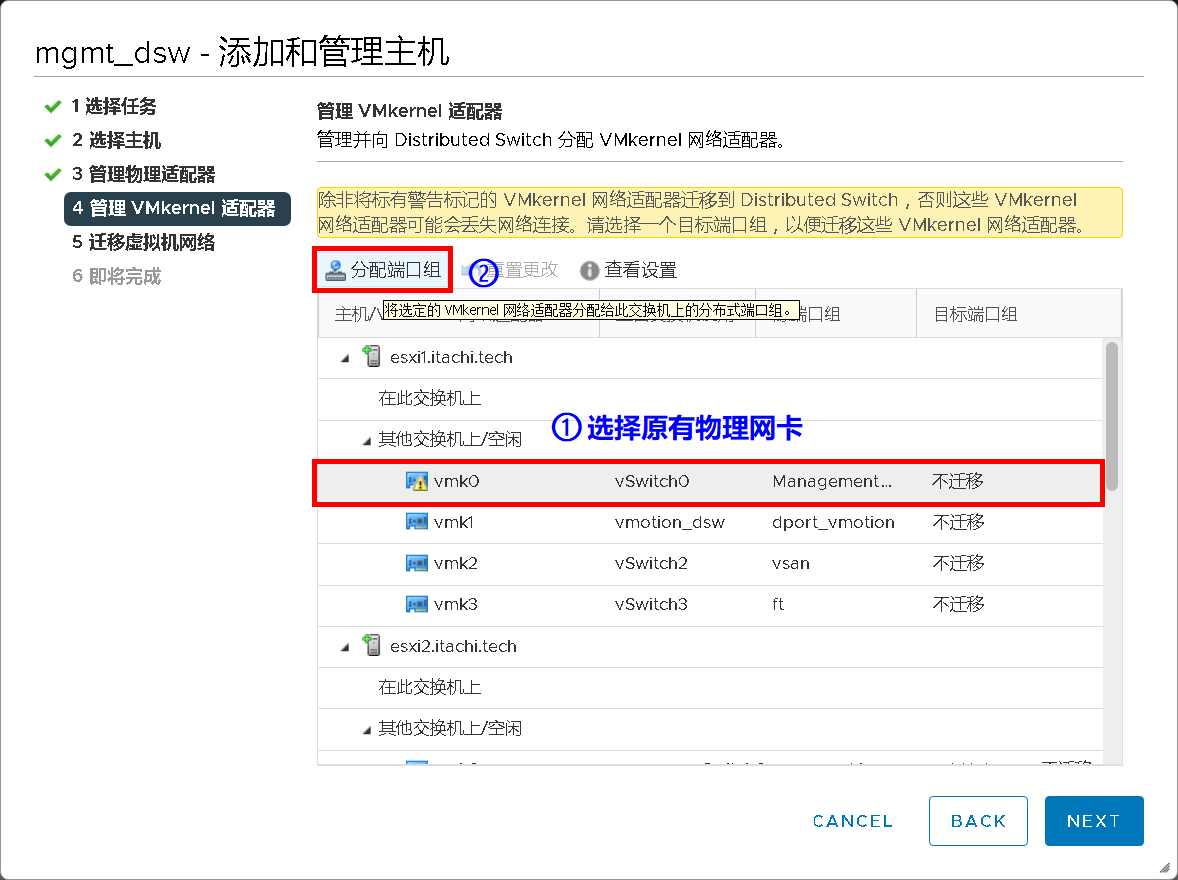 mgmt_dsw - 添加和管理主机
1 选择任务
2 选择主机
3 管理物理适配器
4 管理 VMkernel 适配器
5 迁移虚拟机网络
6 即将完成
管理 VMkernel 适配器
管理并向 Distributed Switch 分配 VMkernel 网络适配器。
除非将标有警告标记的 VMkernel 网络适配器迁移到 Distributed Switch，否则这些 VMkernel
网络适配器可能会丢失网络连接。请选择一个目标端口组，以便迁移这些 VMkernel 网络适配器。
分配端口组 ② 重置更改 查看设置
将选定的 VMkernel 网络适配器分配给此交换机上的分布式端口组。
主机/V 端口组 目标端口组
esxi1.itachi.tech
在此交换机上
① 选择原有物理网卡
其他交换机上/空闲
vmk0 vSwitch0 Management... 不迁移
vmk1 vmotion_dsw dport_vmotion 不迁移
vmk2 vSwitch2 vsan 不迁移
vmk3 vSwitch3 ft 不迁移
esxi2.itachi.tech
在此交换机上
其他交换机上/空闲
CANCEL BACK NEXT